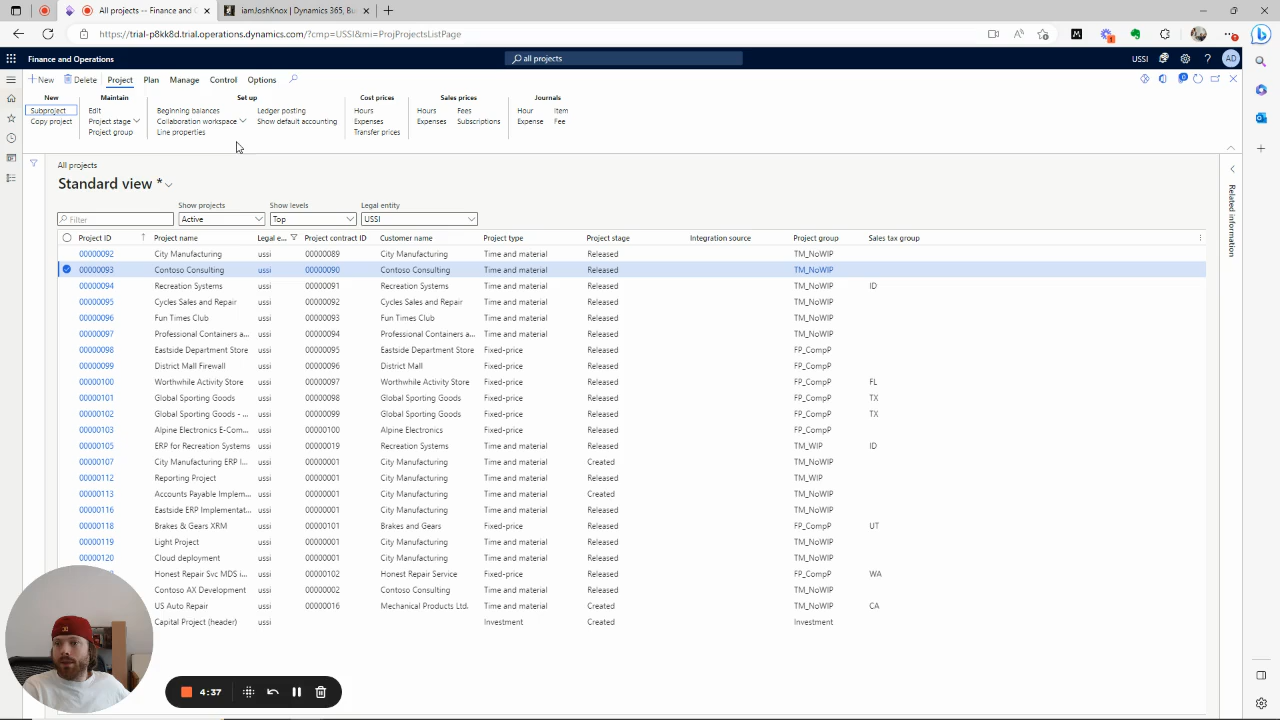 All projects -- Finance and O
iamJoshKnox | Dynamics 365, Bi
https://trial-p8kk8d.trial.operations.dynamics.com/?cmp=USSI&mi=ProjProjectsListPage
Finance and Operations
all projects
USSI
AD
New Delete Project Plan Manage Control Options
New Maintain Set up Cost prices Sales prices Journals
Subproject Edit Beginning balances Ledger posting Hours Hours Fees Hour Item
Copy project Project stage Collaboration workspace Show default accounting Expenses Expenses Subscriptions Expense Fee
Project group Line properties Transfer prices
All projects
Standard view *
Related information
Show projects Show levels Legal entity
Filter Active Top USSI
Project ID Project name Legal e... Project contract ID Customer name Project type Project stage Integration source Project group Sales tax group
00000092 City Manufacturing ussi 00000089 City Manufacturing Time and material Released TM_NoWIP
00000093 Contoso Consulting ussi 00000090 Contoso Consulting Time and material Released TM_NoWIP
00000094 Recreation Systems ussi 00000091 Recreation Systems Time and material Released TM_NoWIP ID
00000095 Cycles Sales and Repair ussi 00000092 Cycles Sales and Repair Time and material Released TM_NoWIP
00000096 Fun Times Club ussi 00000093 Fun Times Club Time and material Released TM_NoWIP
00000097 Professional Containers a... ussi 00000094 Professional Containers a... Time and material Released TM_NoWIP
00000098 Eastside Department Store ussi 00000095 Eastside Department Store Fixed-price Released FP_CompP
00000099 District Mall Firewall ussi 00000096 District Mall Fixed-price Released FP_CompP
00000100 Worthwhile Activity Store ussi 00000097 Worthwhile Activity Store Fixed-price Released FP_CompP FL
00000101 Global Sporting Goods ussi 00000098 Global Sporting Goods Fixed-price Released FP_CompP TX
00000102 Global Sporting Goods - ... ussi 00000099 Global Sporting Goods Fixed-price Released FP_CompP TX
00000103 Alpine Electronics E-Com... ussi 00000100 Alpine Electronics Fixed-price Released FP_CompP
00000105 ERP for Recreation Systems ussi 00000019 Recreation Systems Time and material Released TM_WIP ID
00000107 City Manufacturing ERP I... ussi 00000001 City Manufacturing Time and material Created TM_NoWIP
00000112 Reporting Project ussi 00000001 City Manufacturing Time and material Released TM_WIP
00000113 Accounts Payable Implem... ussi 00000001 City Manufacturing Time and material Created TM_NoWIP
00000116 Eastside ERP Implementat... ussi 00000001 City Manufacturing Time and material Released TM_NoWIP
00000118 Brakes & Gears XRM ussi 00000101 Brakes and Gears Fixed-price Released FP_CompP UT
00000119 Light Project ussi 00000001 City Manufacturing Time and material Released TM_NoWIP
00000120 Cloud deployment ussi 00000001 City Manufacturing Time and material Released TM_NoWIP
Honest Repair Svc MDS i... ussi 00000102 Honest Repair Service Fixed-price Released FP_CompP WA
Contoso AX Development ussi 00000002 Contoso Consulting Time and material Released TM_NoWIP
US Auto Repair ussi 00000016 Mechanical Products Ltd. Time and material Created TM_NoWIP CA
Capital Project (header) ussi Investment Created Investment
4:37